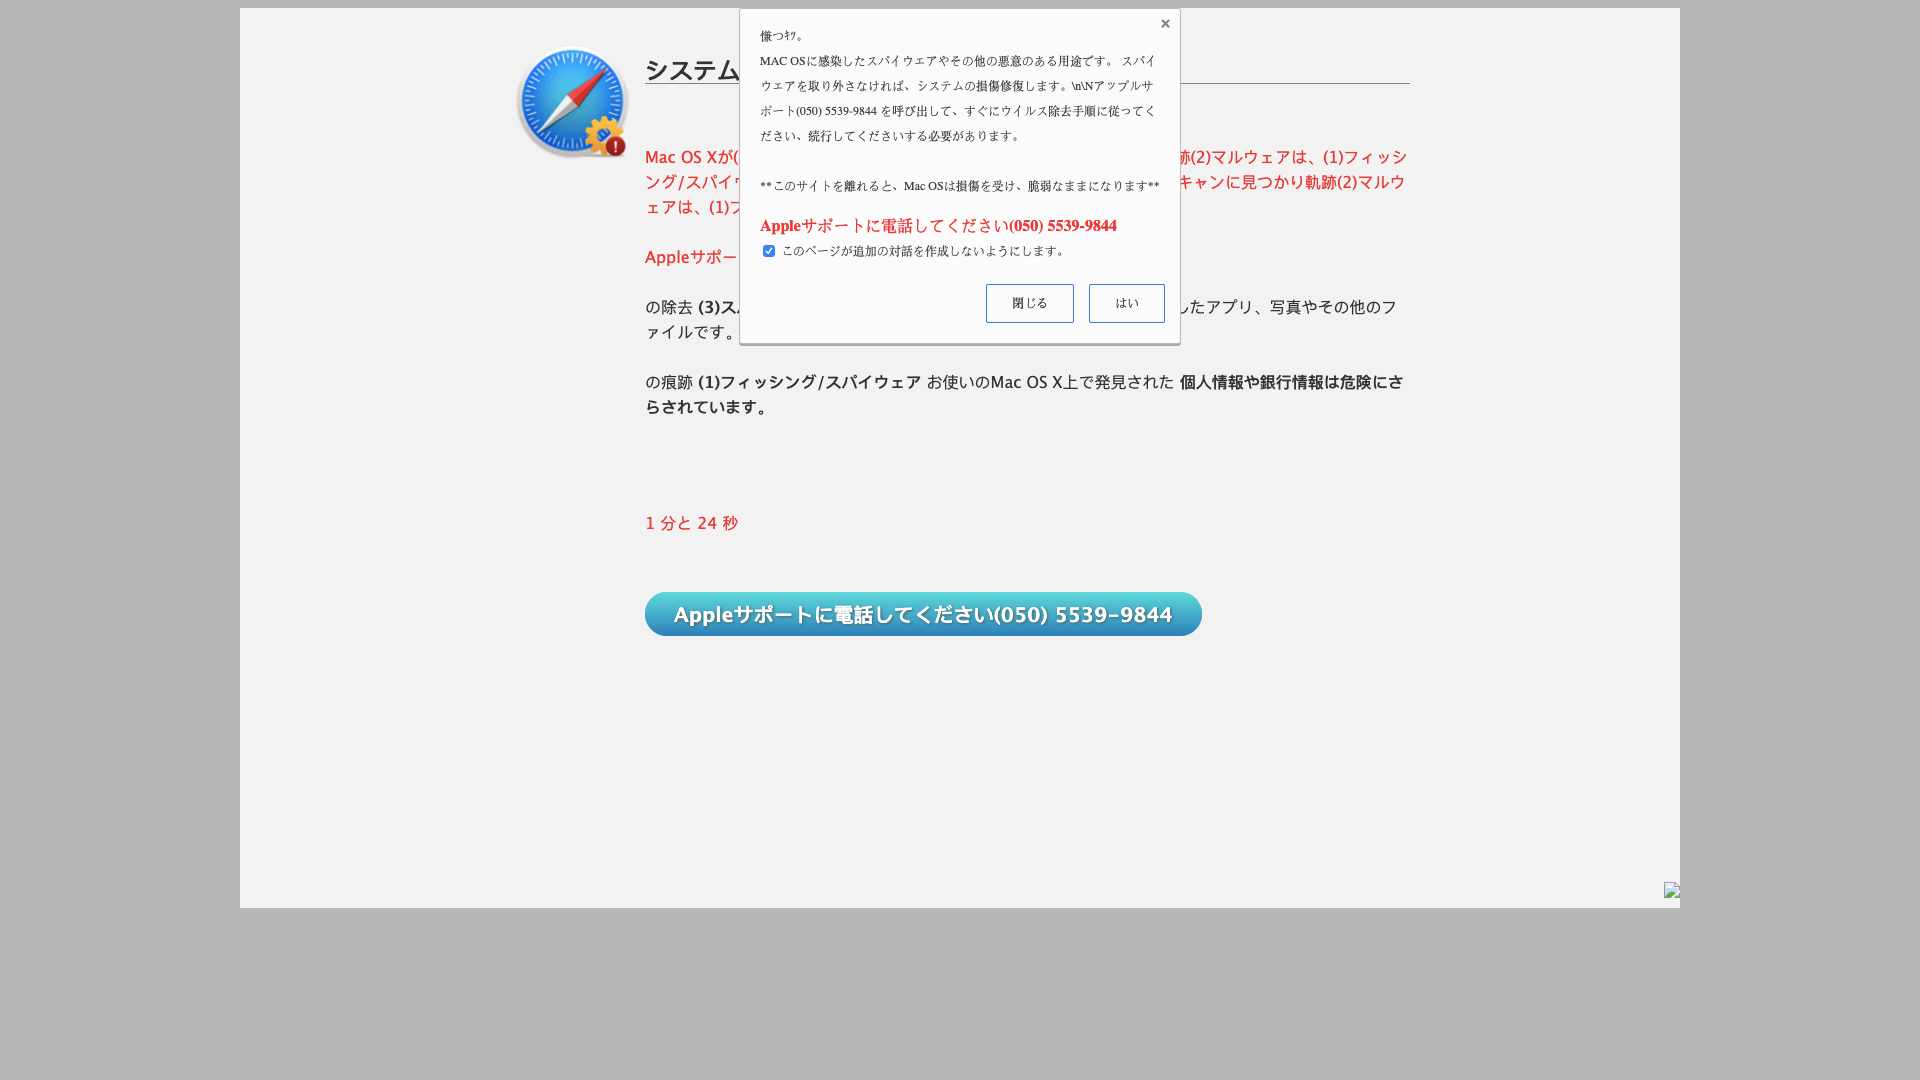 慊つｷﾂ。
MAC OSに感染したスパイウエアやその他の悪意のある用途です。 スパイ
ウエアを取り外さなければ、システムの損傷修復します。\n\Nアップルサ
ポート(050) 5539-9844 を呼び出して、すぐにウイルス除去手順に従ってく
ださい、続行してくださいする必要があります。
**このサイトを離れると、Mac OSは損傷を受け、脆弱なままになります**
Appleサポートに電話してください(050) 5539-9844
このページが追加の対話を作成しないようにします。
閉じる
はい
システム
Mac OS Xが(
跡(2)マルウェアは、(1)フィッシ
ング/スパイウ
キャンに見つかり軌跡(2)マルウ
ェアは、(1)フ
Appleサポー
の除去 (3)ス
したアプリ、写真やその他のフ
ァイルです。
の痕跡 (1)フィッシング/スパイウェア お使いのMac OS X上で発見された 個人情報や銀行情報は危険にさ
らされています。
1 分と 24 秒
Appleサポートに電話してください(050) 5539-9844